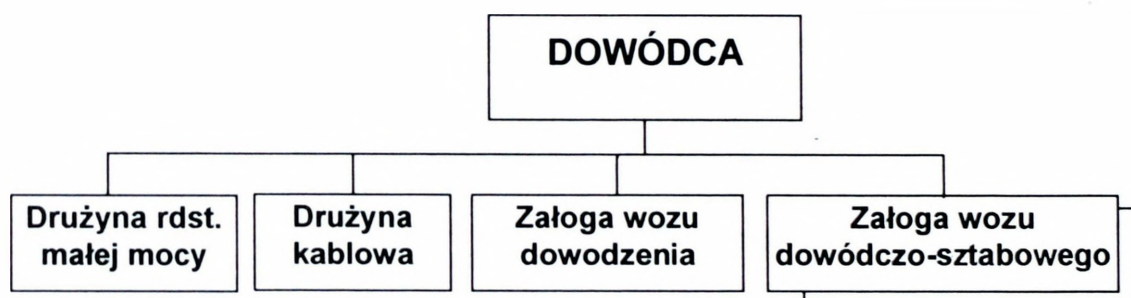 DOWÓDCA
Drużyna rdst.
małej mocy
Drużyna
kablowa
Załoga wozu
dowodzenia
Załoga wozu
dowódczo-sztabowego